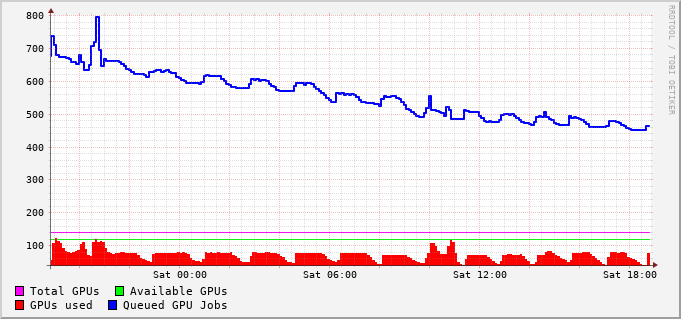 800
700
600
500
400
300
200
100
Sat 00:00 Sat 06:00 Sat 12:00 Sat 18:00
Total GPUs Available GPUs
GPUs used Queued GPU Jobs
RRDTOOL / TOBI OETIKER